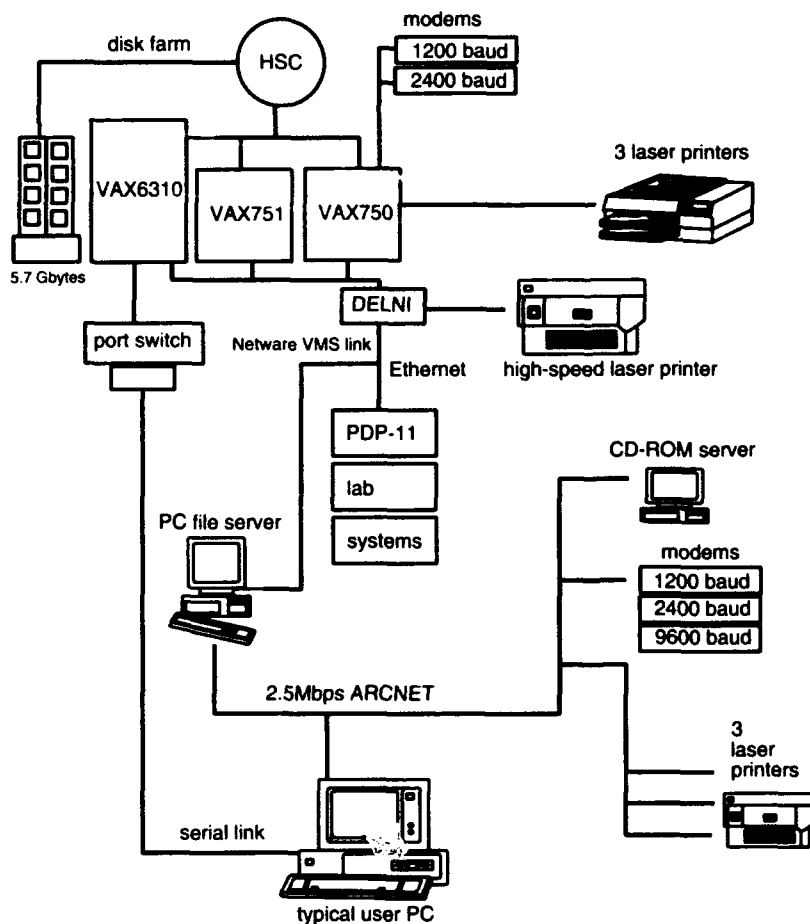 modems
disk farm
HSC
1200 baud
2400 baud
3 laser printers
VAX6310
VAX751
VAX750
5.7 Gbytes
DELNI
port switch
Netware VMS link
Ethernet
high-speed laser printer
PDP-11
lab
systems
CD-ROM server
PC file server
modems
1200 baud
2400 baud
9600 baud
2.5Mbps ARCNET
3
laser
printers
serial link
typical user PC